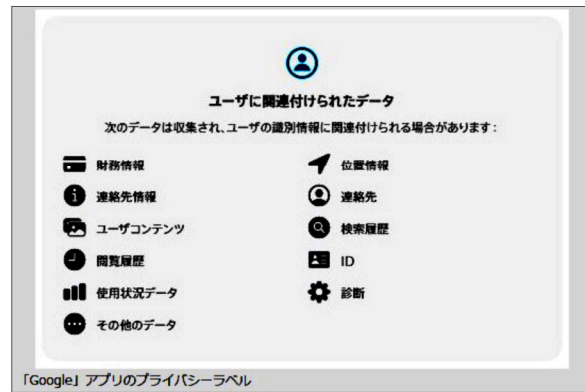 ユーザに関連付けられたデータ
次のデータは収集され、ユーザの識別情報に関連付けられる場合があります：
財務情報
位置情報
連絡先情報
連絡先
ユーザコンテンツ
検索履歴
閲覧履歴
ID
使用状況データ
診断
その他のデータ
「Google」アプリのプライバシーラベル